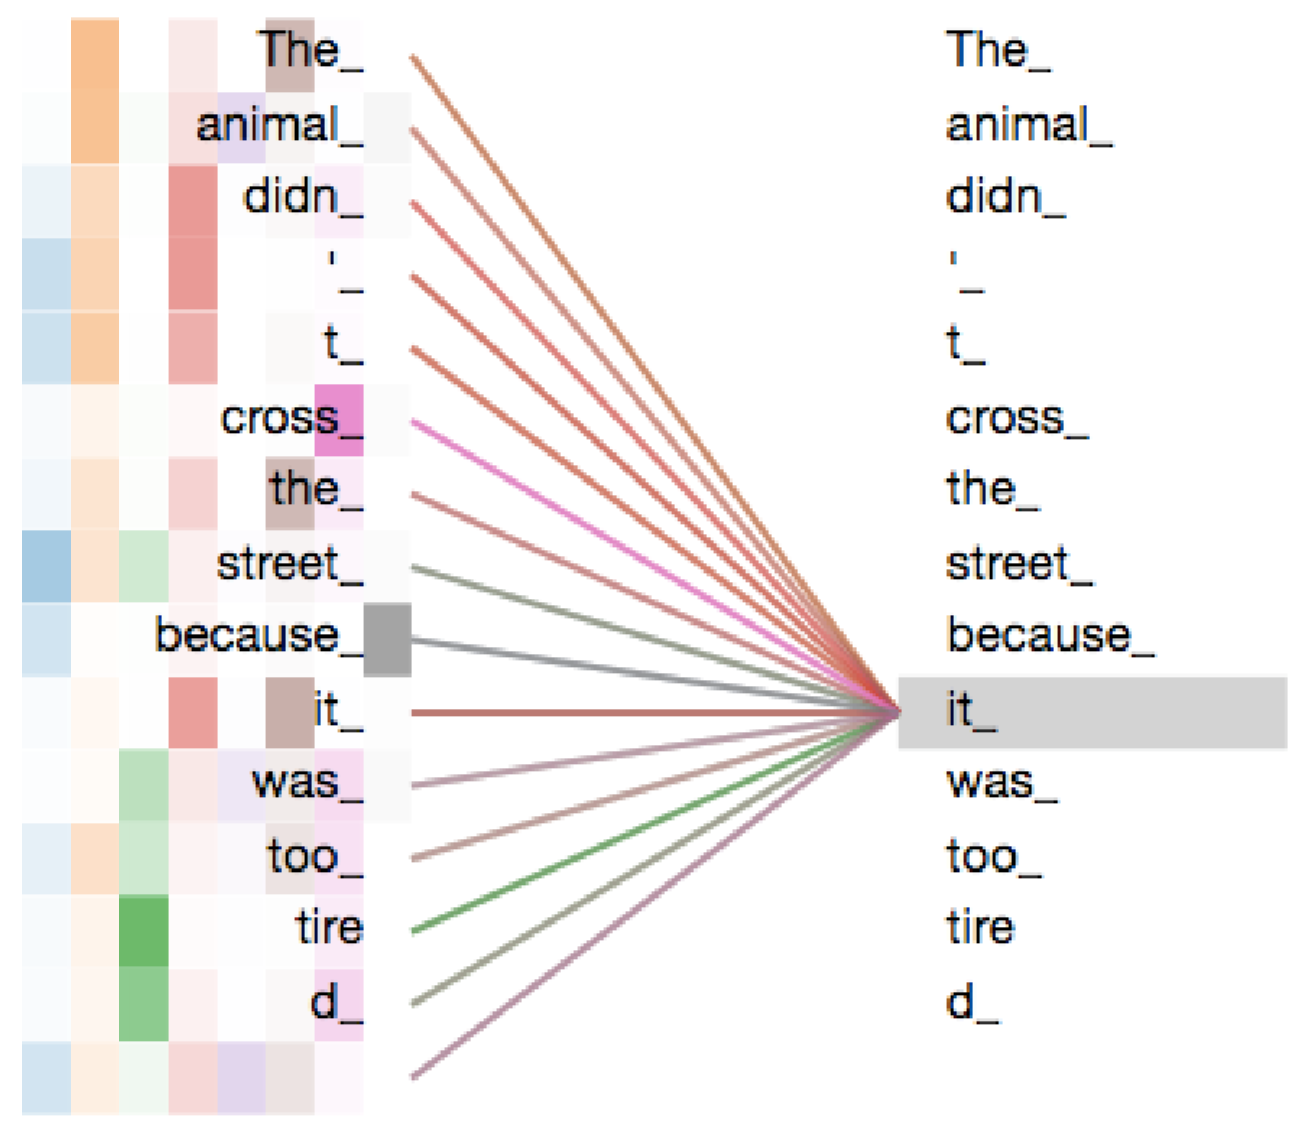 The_ The_
animal_ animal_
didn_ didn_
'_ '_
t_ t_
cross_ cross_
the_ the_
street_ street_
because_ because_
it_ it_
was_ was_
too_ too_
tire tire
d_ d_